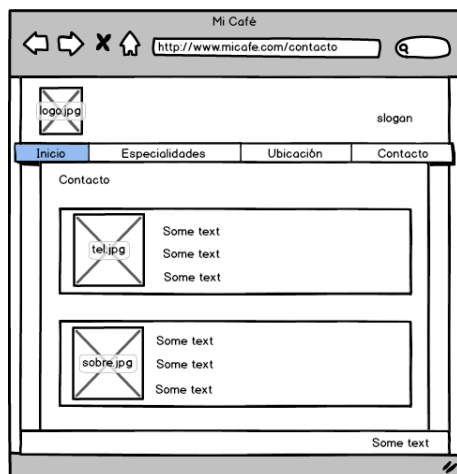 Mi Café
http://www.micafe.com/contacto
logo.jpg
slogan
Inicio Especialidades Ubicación Contacto
Contacto
tel.jpg
Some text
Some text
Some text
sobre.jpg
Some text
Some text
Some text
Some text